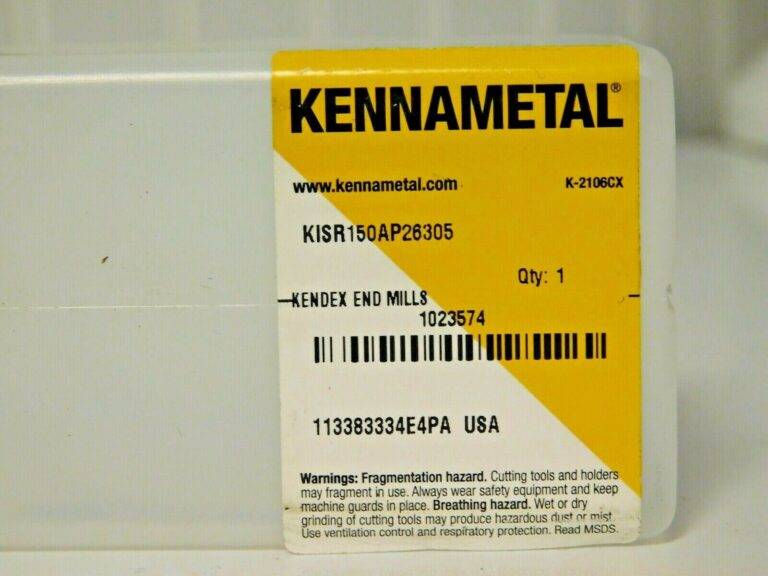 KENNAMETAL®
www.kennametal.com K-2106CX
KISR150AP26305
Qty: 1
KENDEX END MILLS
1023574
113383334E4PA USA
Warnings: Fragmentation hazard. Cutting tools and holders
may fragment in use. Always wear safety equipment and keep
machine guards in place. Breathing hazard. Wet or dry
grinding of cutting tools may produce hazardous dust or mist.
Use ventilation control and respiratory protection. Read MSDS.